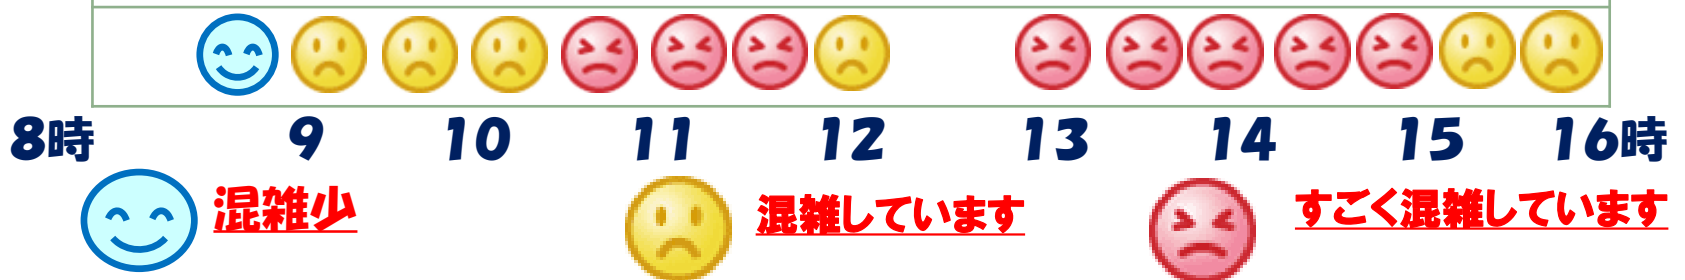 8時 9 10 11 12 13 14 15 16時
混雑少 混雑しています すごく混雑しています